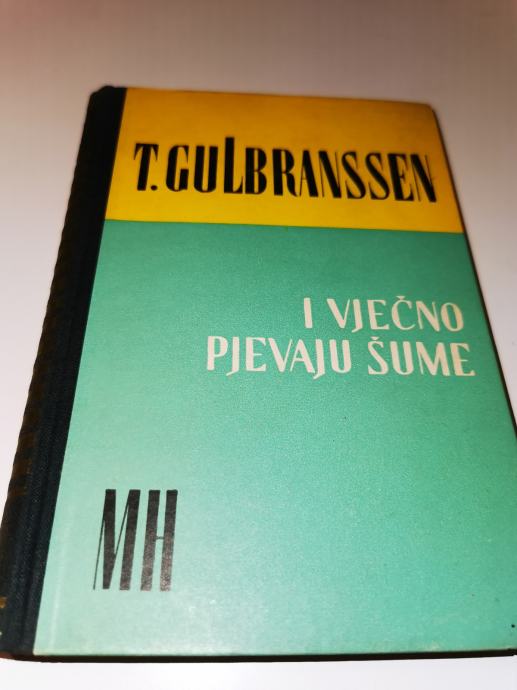 T. GULBRANSSEN
I VJEČNO
PJEVAJU ŠUME
MH